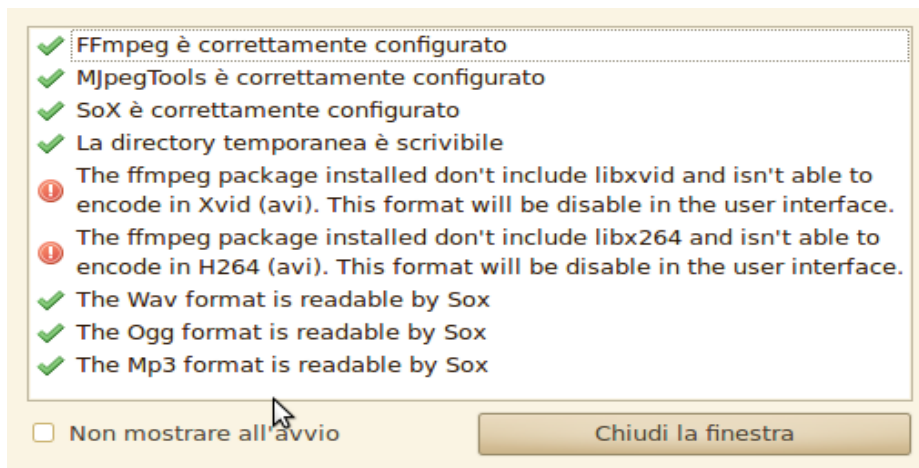 FFmpeg è correttamente configurato
MJpegTools è correttamente configurato
SoX è correttamente configurato
La directory temporanea è scrivibile
The ffmpeg package installed don't include libxvid and isn't able to
encode in Xvid (avi). This format will be disable in the user interface.
The ffmpeg package installed don't include libx264 and isn't able to
encode in H264 (avi). This format will be disable in the user interface.
The Wav format is readable by Sox
The Ogg format is readable by Sox
The Mp3 format is readable by Sox
Non mostrare all'avvio
Chiudi la finestra